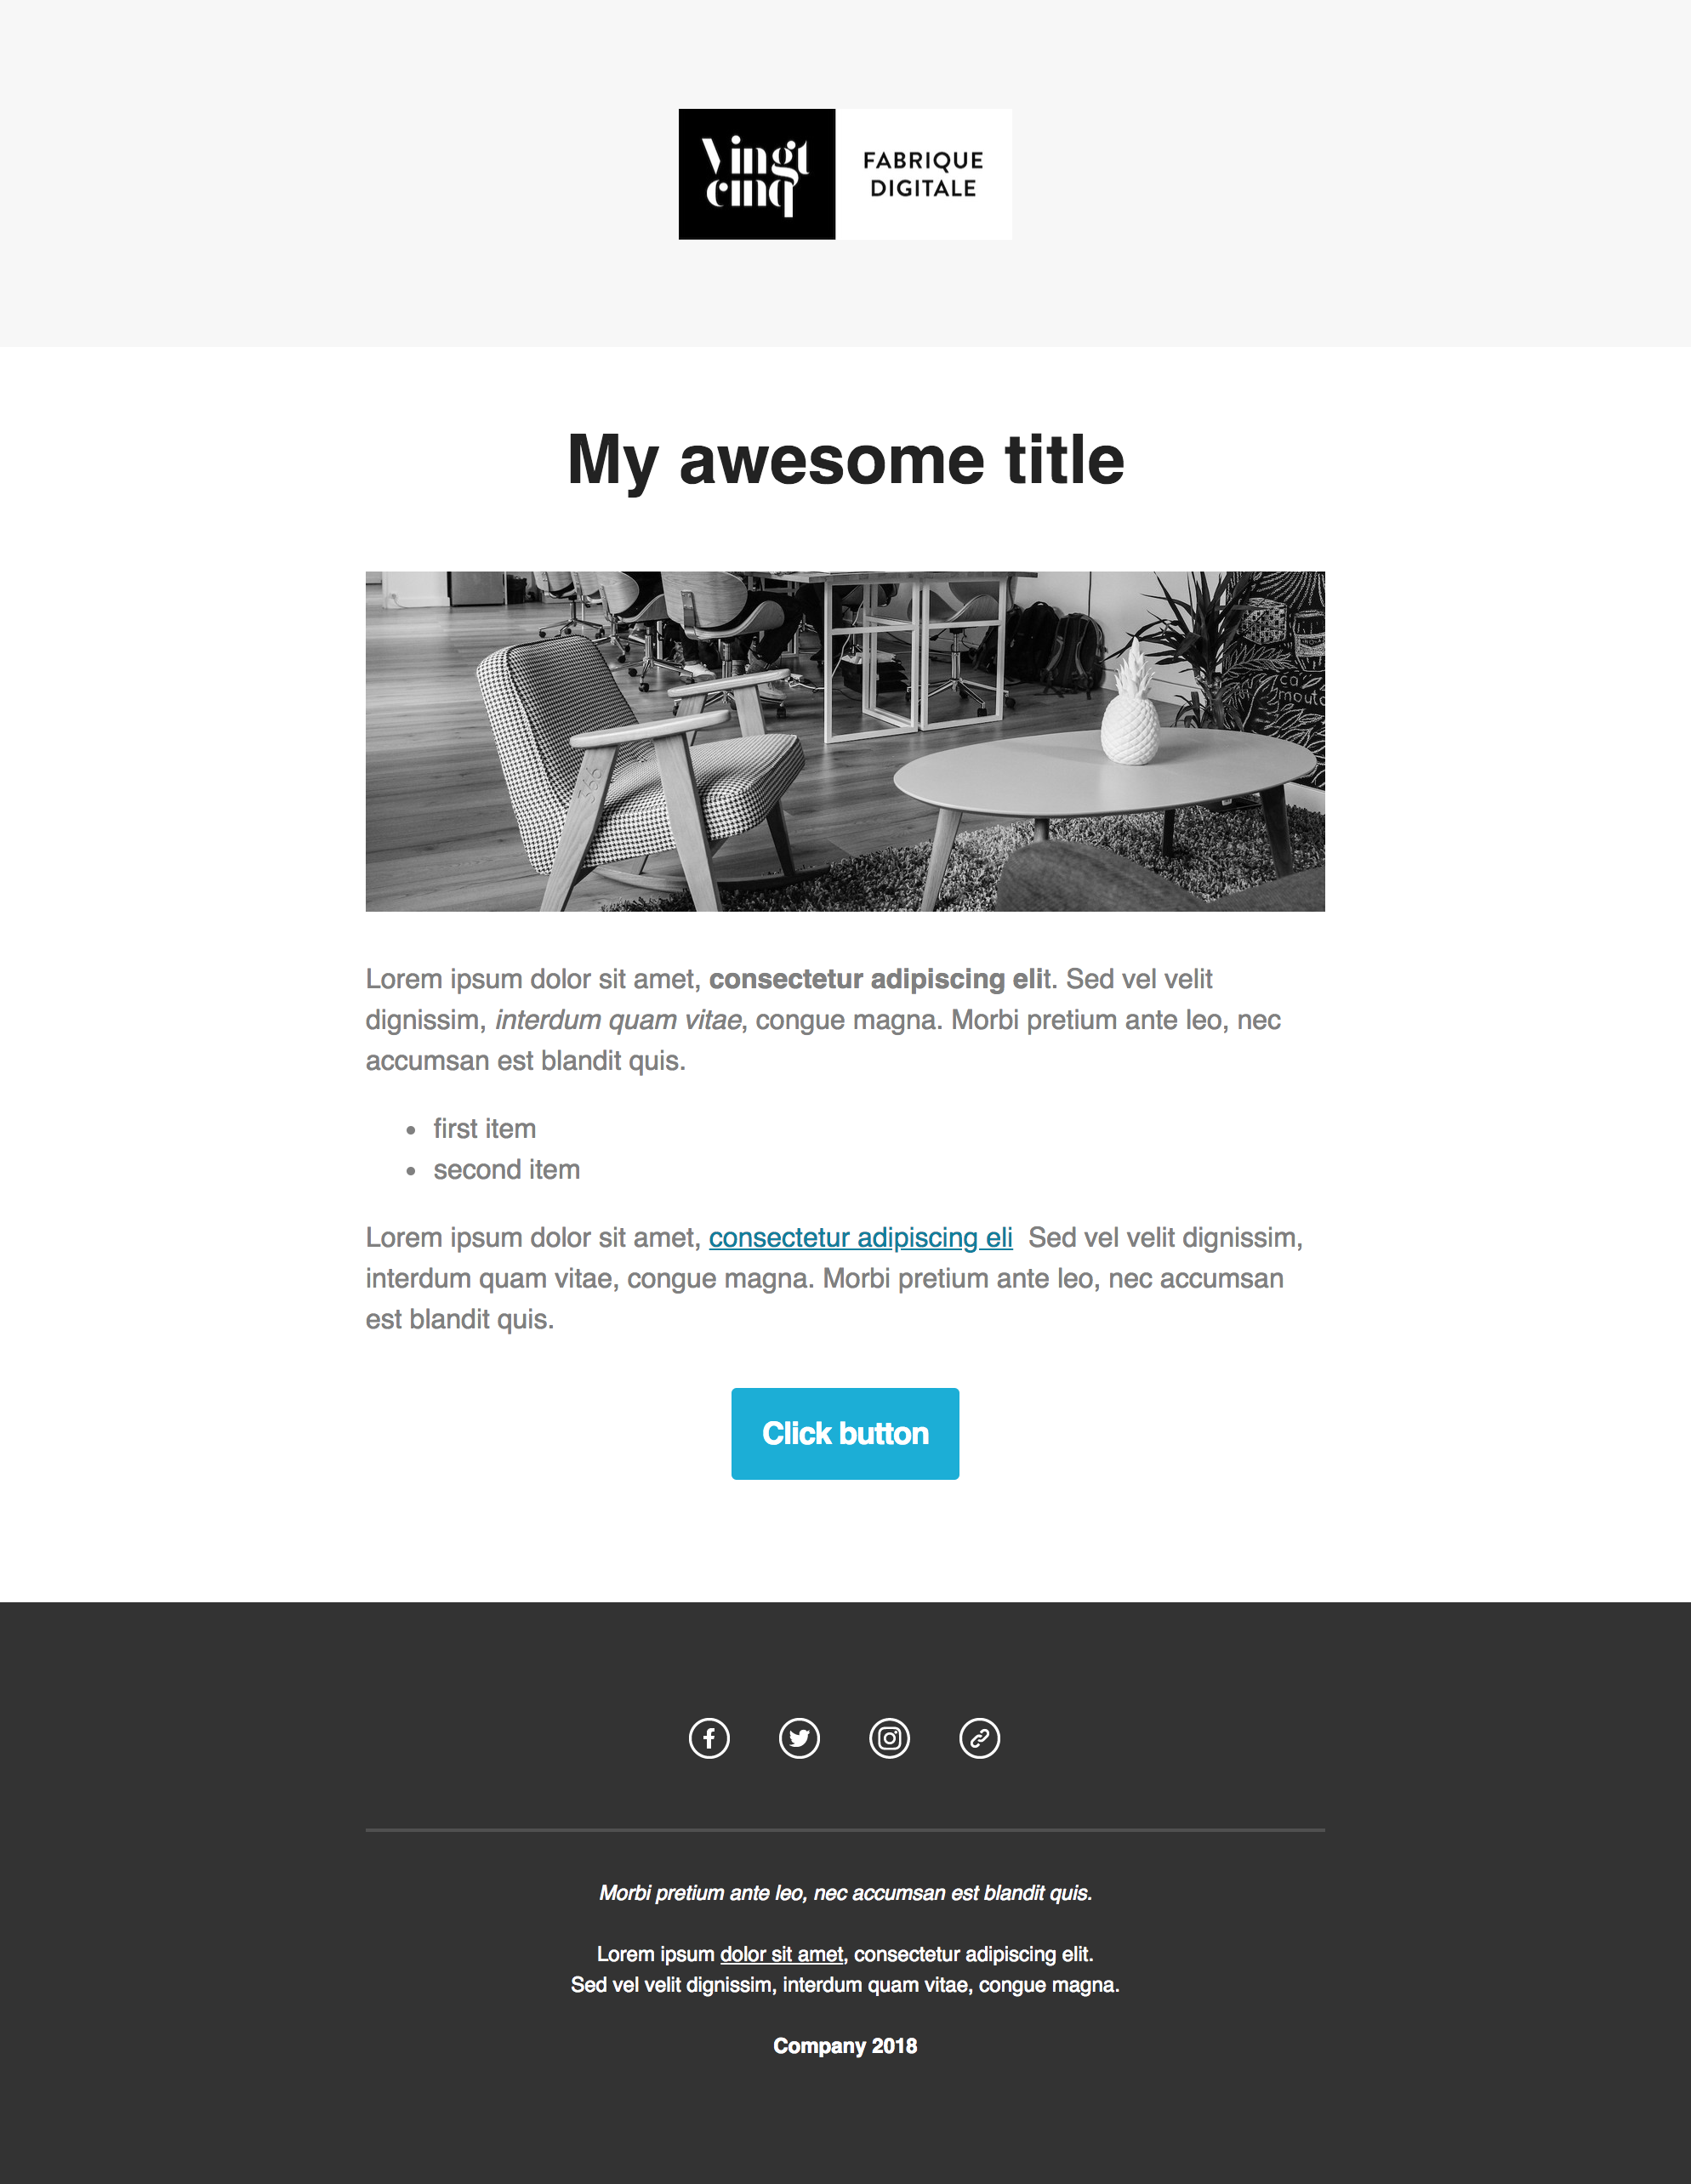 Vingt
cinq
FABRIQUE
DIGITALE
My awesome title
366
ca
mouto
Lorem ipsum dolor sit amet, consectetur adipiscing elit. Sed vel velit
dignissim, interdum quam vitae, congue magna. Morbi pretium ante leo, nec
accumsan est blandit quis.
• first item
• second item
Lorem ipsum dolor sit amet, consectetur adipiscing eli  Sed vel velit dignissim,
interdum quam vitae, congue magna. Morbi pretium ante leo, nec accumsan
est blandit quis.
Click button
Morbi pretium ante leo, nec accumsan est blandit quis.
Lorem ipsum dolor sit amet, consectetur adipiscing elit.
Sed vel velit dignissim, interdum quam vitae, congue magna.
Company 2018